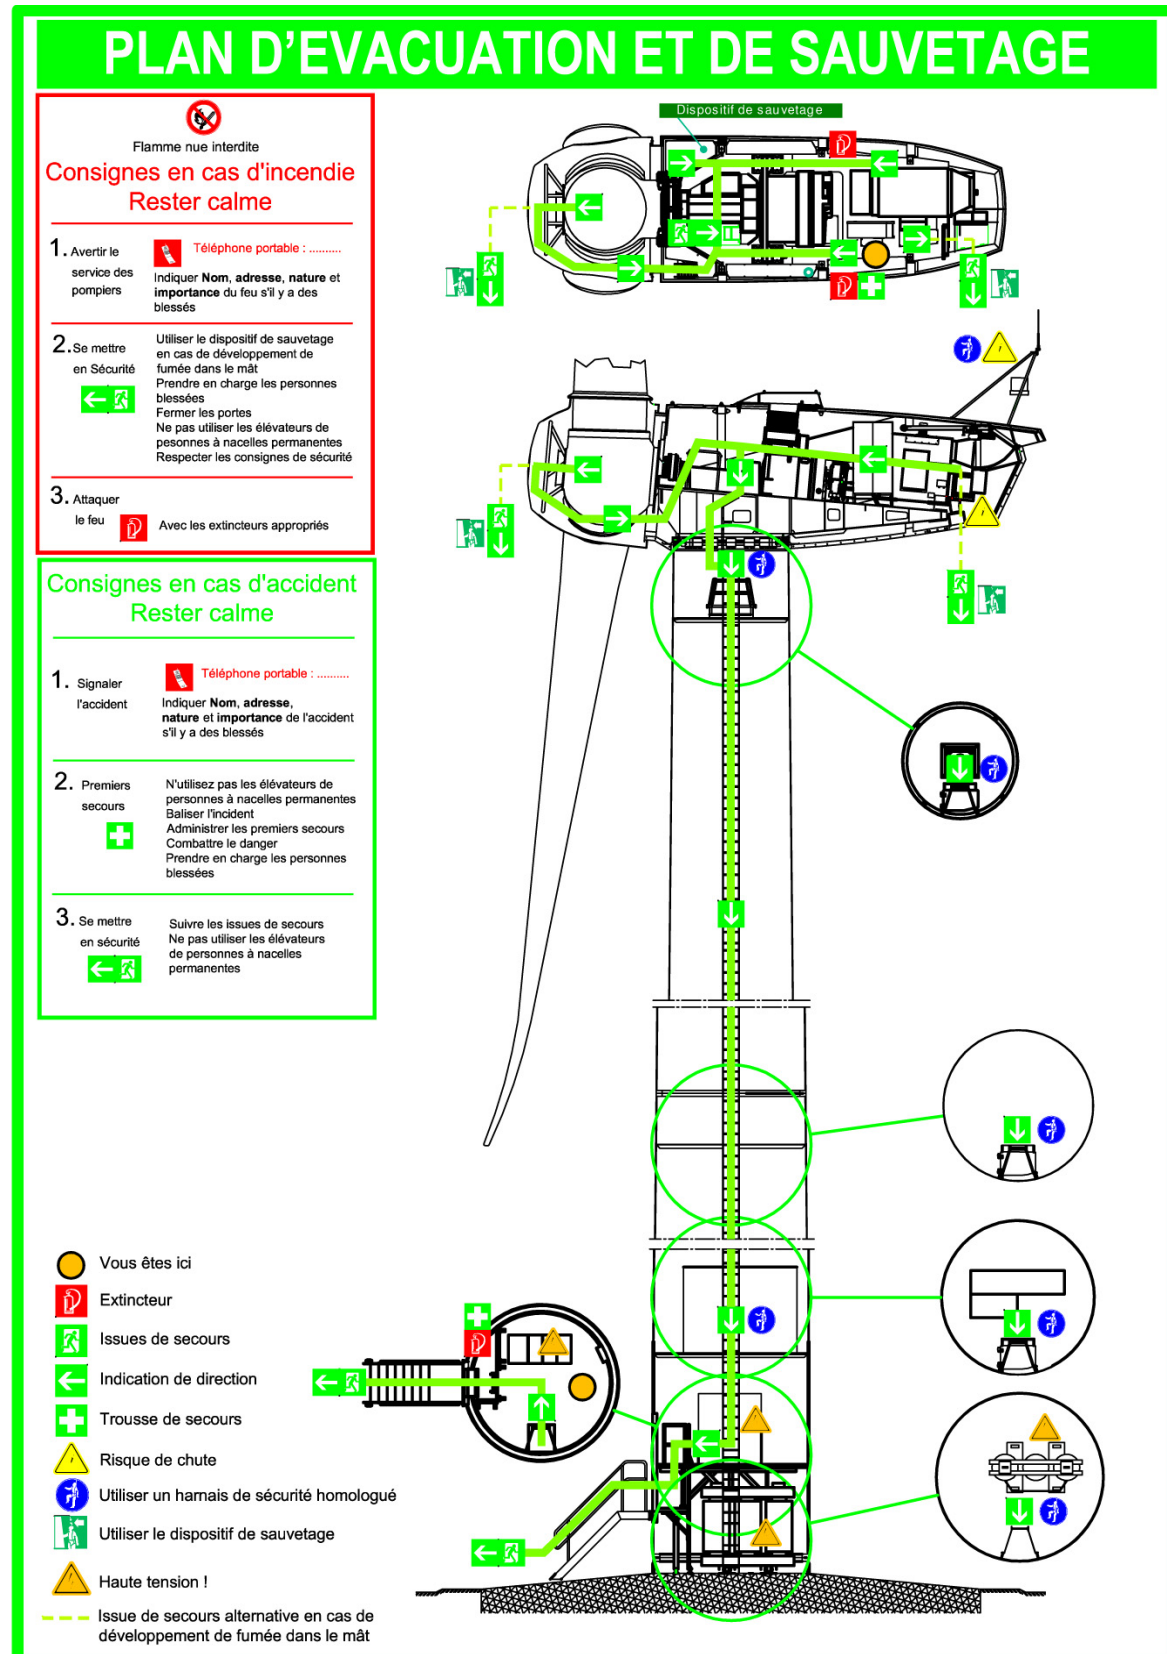 PLAN D'EVACUATION ET DE SAUVETAGE
Flamme nue interdite
Consignes en cas d'incendie
Rester calme
1. Avertir le
service des
pompiers
Téléphone portable : ..........
Indiquer Nom, adresse, nature et
importance du feu s'il y a des
blessés
2. Se mettre
en Sécurité
Utiliser le dispositif de sauvetage
en cas de développement de
fumée dans le mât
Prendre en charge les personnes
blessées
Fermer les portes
Ne pas utiliser les élévateurs de
pesonnes à nacelles permanentes
Respecter les consignes de sécurité
3. Attaquer
le feu
Avec les extincteurs appropriés
Consignes en cas d'accident
Rester calme
1. Signaler
l'accident
Téléphone portable : ..........
Indiquer Nom, adresse,
nature et importance de l'accident
s'il y a des blessés
2. Premiers
secours
N'utilisez pas les élévateurs de
personnes à nacelles permanentes
Baliser l'incident
Administrer les premiers secours
Combattre le danger
Prendre en charge les personnes
blessées
3. Se mettre
en sécurité
Suivre les issues de secours
Ne pas utiliser les élévateurs
de personnes à nacelles
permanentes
Dispositif de sauvetage
Vous êtes ici
Extincteur
Issues de secours
Indication de direction
Trousse de secours
Risque de chute
Utiliser un harnais de sécurité homologué
Utiliser le dispositif de sauvetage
Haute tension !
Issue de secours alternative en cas de
développement de fumée dans le mât